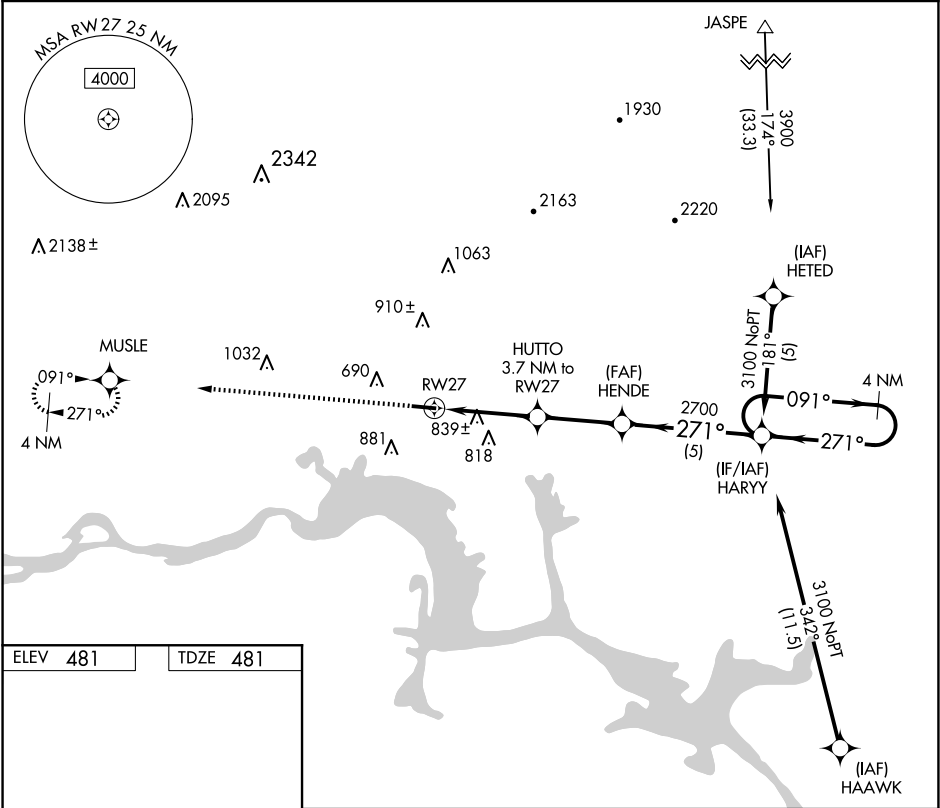 MSA RW27 25 NM
4000
JASPE
3900
174°
(33.3)
1930
2342
2095
2163
2220
2138±
1063
(IAF)
HETED
910±
3100 NoPT
181°
(5)
MUSLE
1032
HUTTO
3.7 NM to
RW27
(FAF)
HENDE
4 NM
091°
271°
4 NM
690
RW27
839±
818
881
2700
271°
(5)
091°
271°
(IF/IAF)
HARYY
3100 NoPT
342°
(11.5)
(IAF)
HAAWK
ELEV 481
TDZE 481